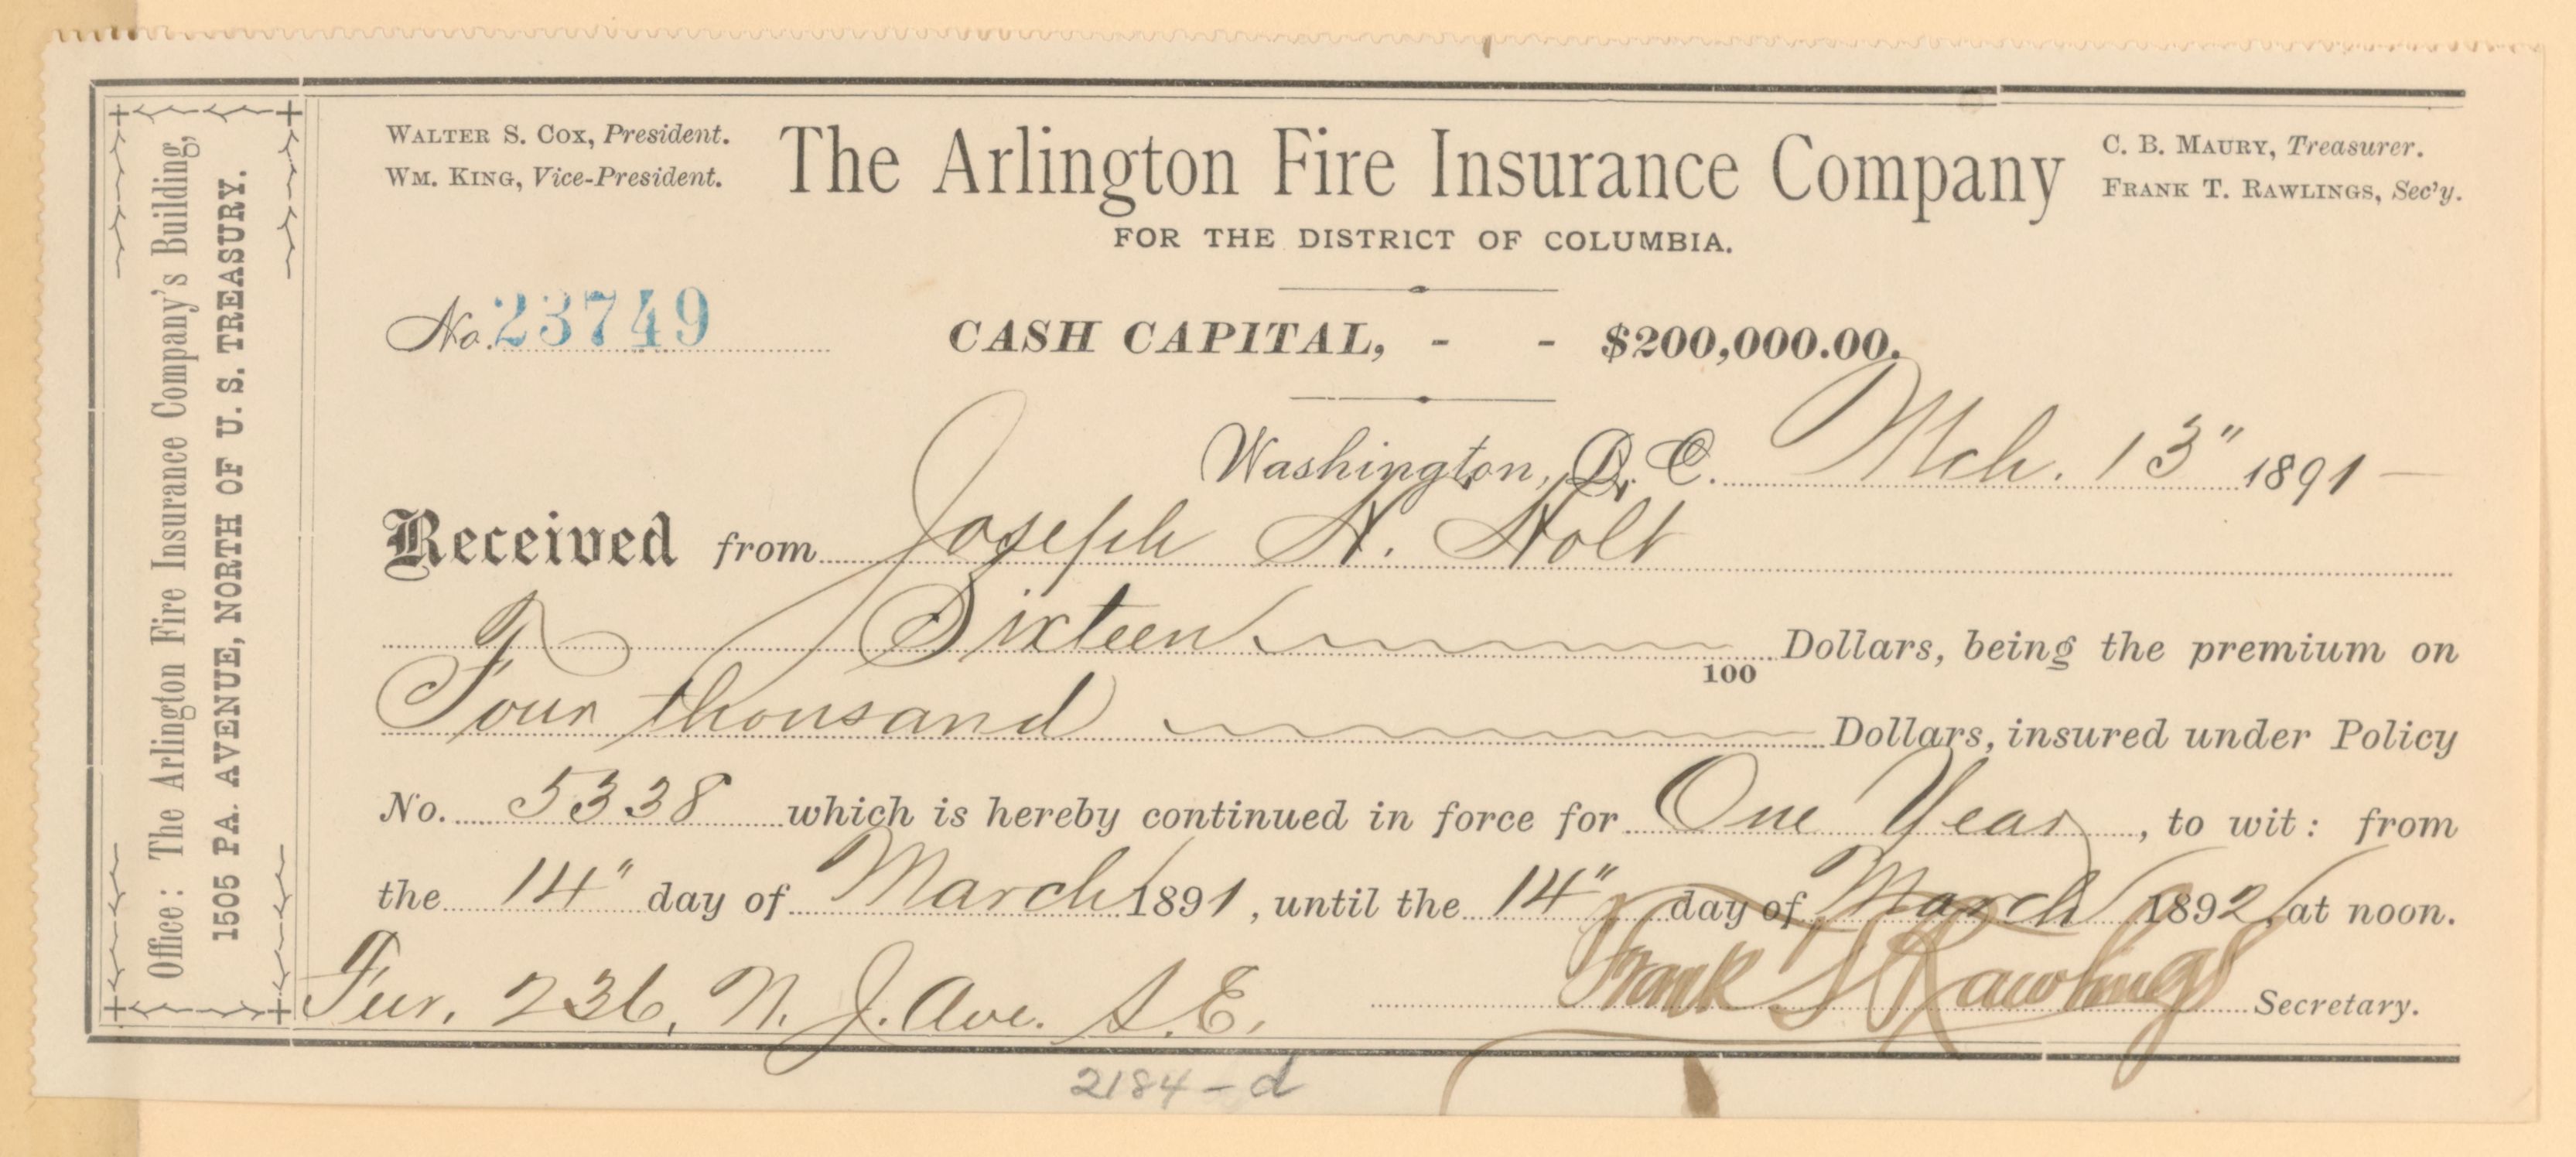 Office: The Arlington Fire Insurance Company's Building,
1505 PA. AVENUE, NORTH OF U. S. TREASURY.
WALTER S. COX, President.
WM. KING, Vice-President.
The Arlington Fire Insurance Company
FOR THE DISTRICT OF COLUMBIA.
C. B. MAURY, Treasurer.
FRANK T. RAWLINGS, Sec'y.
No. 23749
CASH CAPITAL, - - $200,000.00.
Washington, D. C. Mch. 13" 1891
Received from Joseph H. Holt
Sixteen 100 Dollars, being the premium on
Four thousand Dollars, insured under Policy
No. 5338 which is hereby continued in force for One Year, to wit: from
the 14" day of March 1891, until the 14" day of March 1892, at noon.
Fur. 236, N. J. Ave. S.E.
Frank T Rawlings Secretary.
2184-d